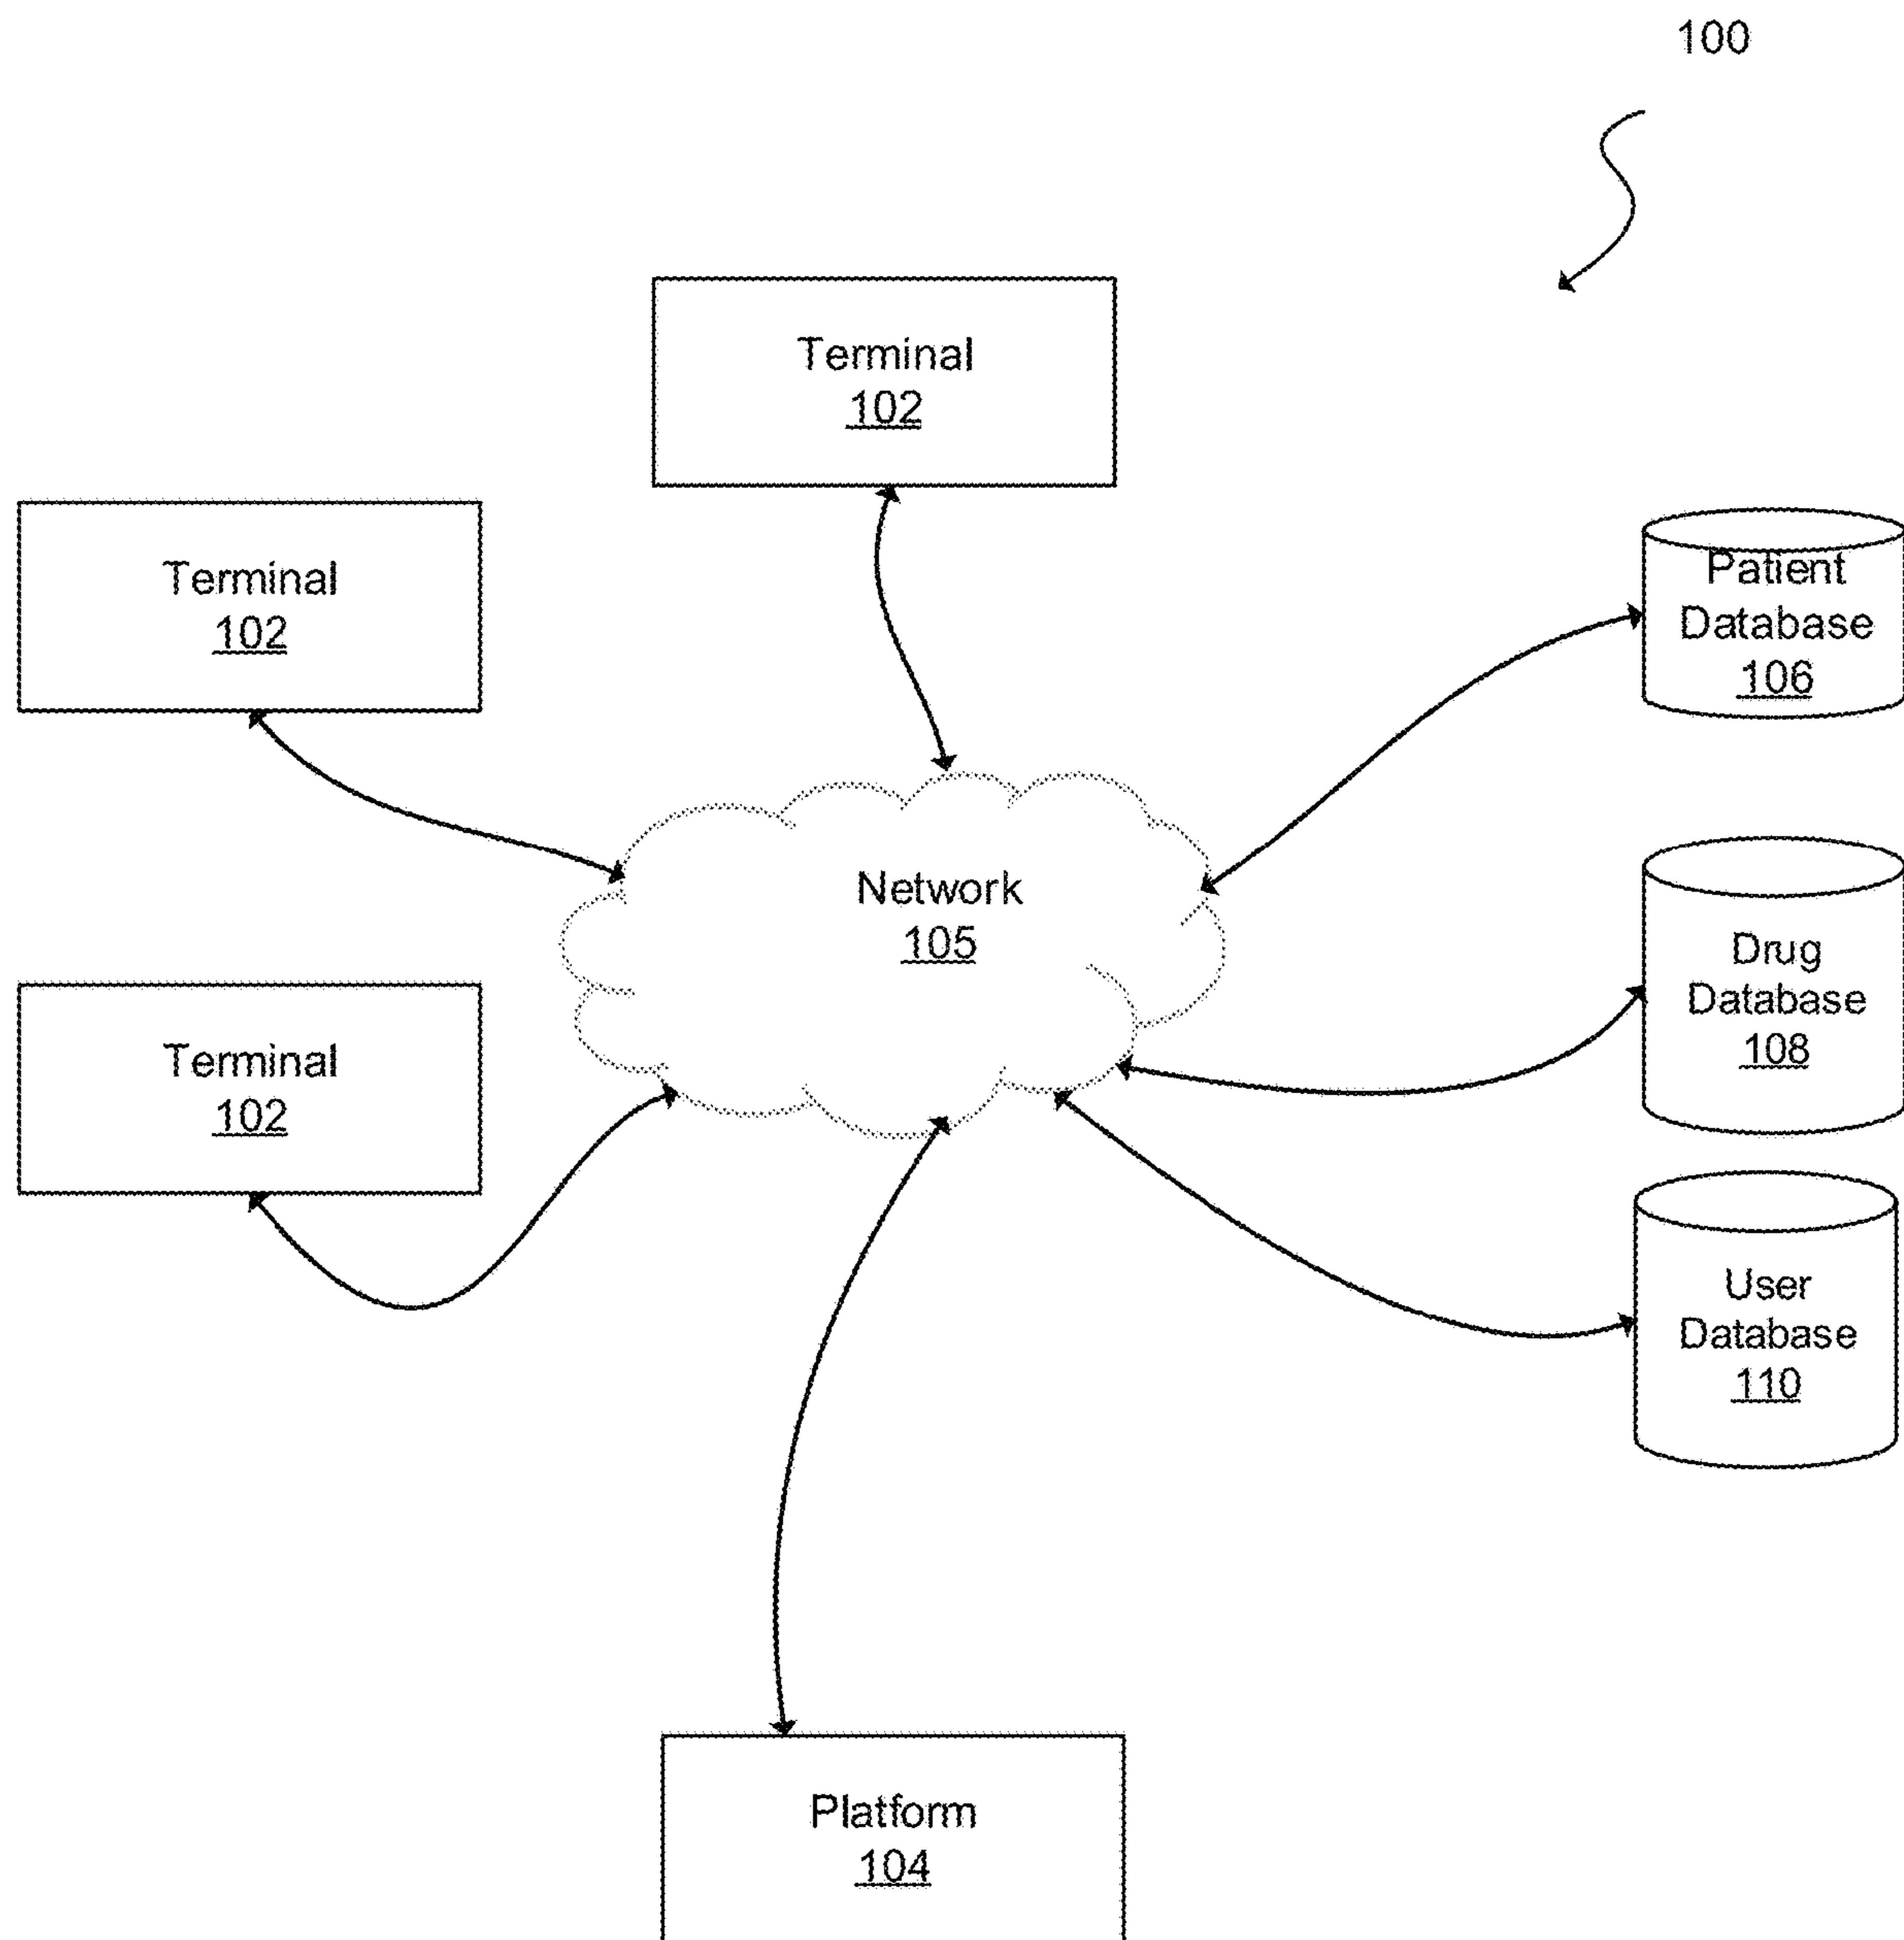 100
Terminal
102
Terminal
102
Patient
Database
106
Network
105
Drug
Database
108
Terminal
102
User
Database
110
Platform
104